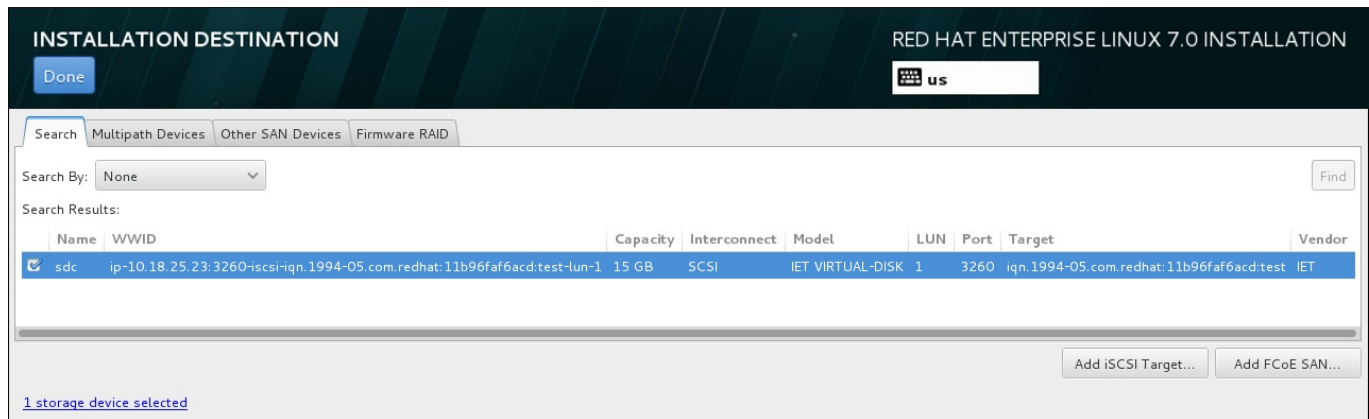 INSTALLATION DESTINATION
RED HAT ENTERPRISE LINUX 7.0 INSTALLATION
Done
us
Search Multipath Devices Other SAN Devices Firmware RAID
Search By: None Find
Search Results:
Name WWID Capacity Interconnect Model LUN Port Target Vendor
sdc ip-10.18.25.23:3260-iscsi-iqn.1994-05.com.redhat:11b96faf6acd:test-lun-1 15 GB SCSI IET VIRTUAL-DISK 1 3260 iqn.1994-05.com.redhat:11b96faf6acd:test IET
Add iSCSI Target... Add FCoE SAN...
1 storage device selected